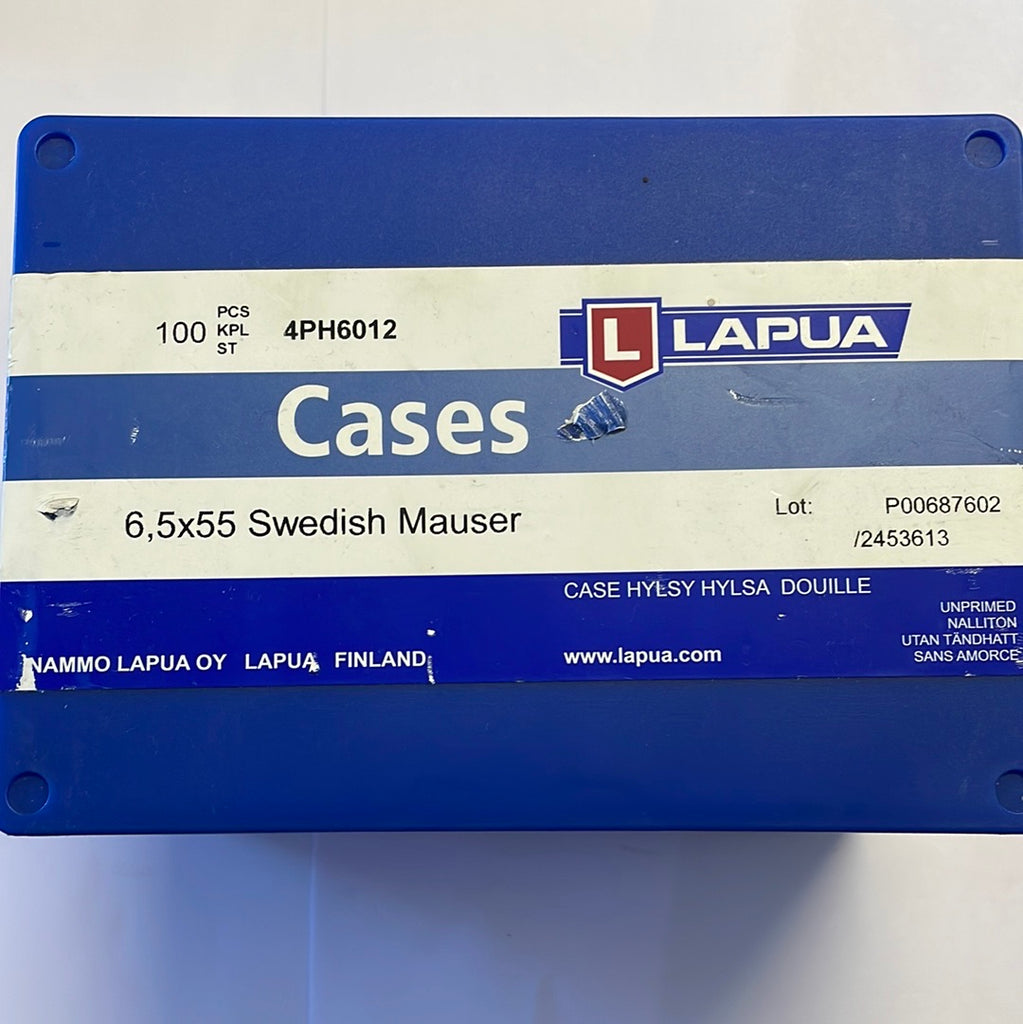 100 PCS
KPL
ST
4PH6012
L LAPUA
Cases
6,5x55 Swedish Mauser
Lot: P00687602
/2453613
CASE HYLSY HYLSA DOUILLE
UNPRIMED
NALLITON
UTAN TÄNDHATT
SANS AMORCE
NAMMO LAPUA OY LAPUA FINLAND
www.lapua.com